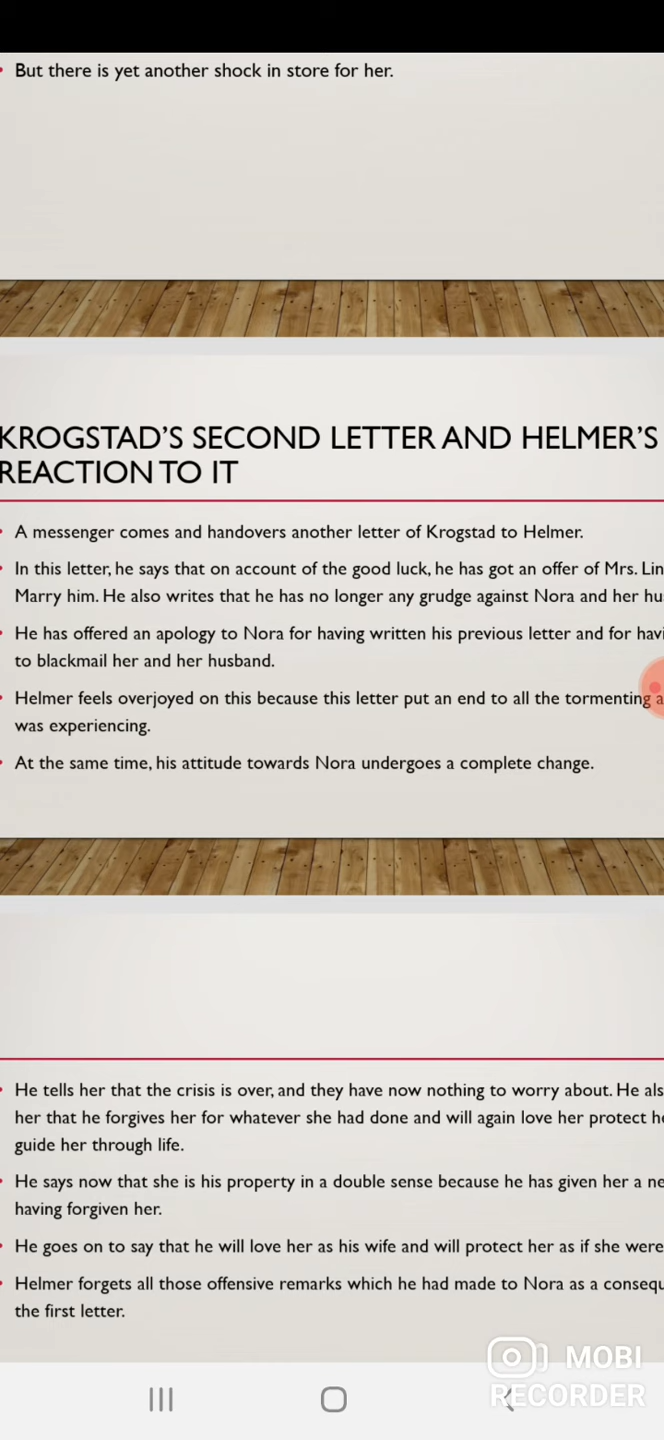 But there is yet another shock in store for her.
KROGSTAD'S SECOND LETTER AND HELMER'S
REACTION TO IT
A messenger comes and handovers another letter of Krogstad to Helmer.
In this letter, he says that on account of the good luck, he has got an offer of Mrs. Lin
Marry him. He also writes that he has no longer any grudge against Nora and her hu
He has offered an apology to Nora for having written his previous letter and for havi
to blackmail her and her husband.
Helmer feels overjoyed on this because this letter put an end to all the tormenting a
was experiencing.
At the same time, his attitude towards Nora undergoes a complete change.
He tells her that the crisis is over, and they have now nothing to worry about. He als
her that he forgives her for whatever she had done and will again love her protect he
guide her through life.
He says now that she is his property in a double sense because he has given her a ne
having forgiven her.
He goes on to say that he will love her as his wife and will protect her as if she were
Helmer forgets all those offensive remarks which he had made to Nora as a consequ
the first letter.
MOBI
RECORDER